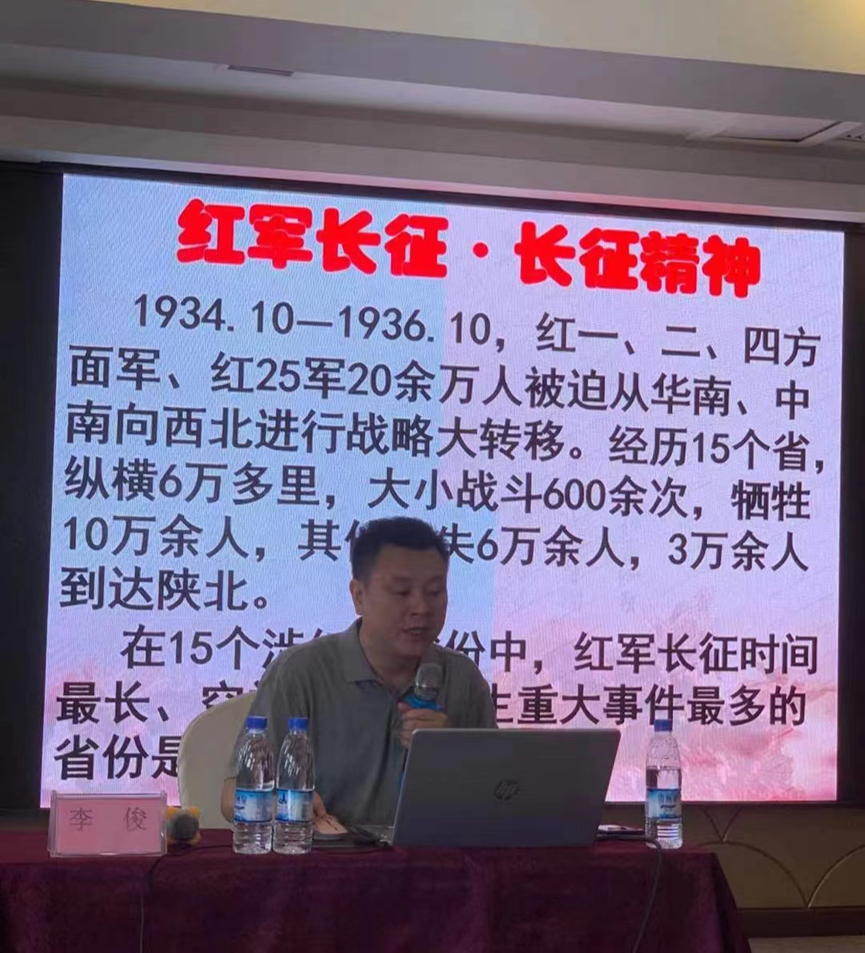 红军长征·长征精神
1934.10—1936.10，红一、二、四方
面军、红25军20余万人被迫从华南、中
南向西北进行战略大转移。经历15个省，
纵横6万多里，大小战斗600余次，牺牲
10万余人，其 失6万余人，3万余人
到达陕北。
在15个涉 份中，红军长征时间
最长、 生重大事件最多的
省份是
李 俊
hp